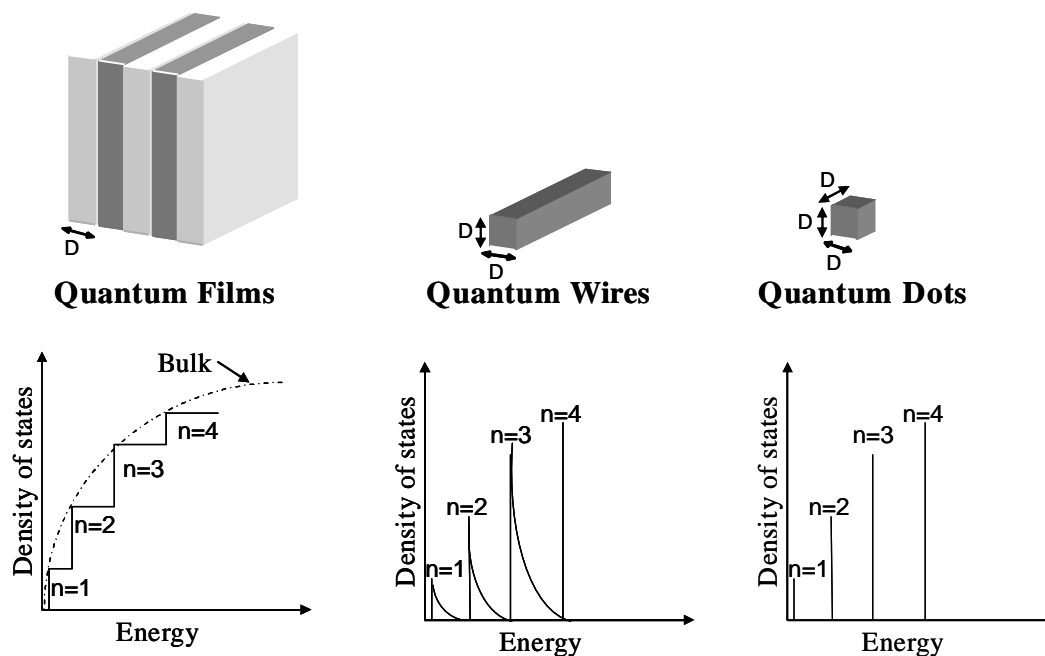 D
Quantum Films
D
D
Quantum Wires
D
D
D
Quantum Dots
Density of states
Bulk
n=4
n=3
n=2
n=1
Energy
Density of states
n=4
n=3
n=2
n=1
Energy
Density of states
n=4
n=3
n=2
n=1
Energy